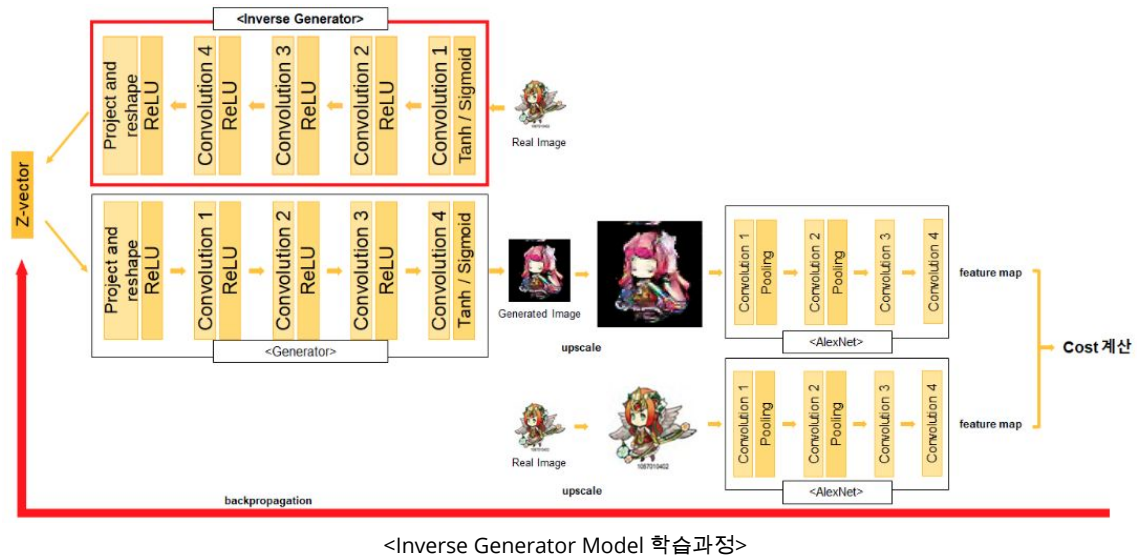 <Inverse Generator>
Project and
reshape
ReLU
Convolution 4
ReLU
Convolution 3
ReLU
Convolution 2
ReLU
Convolution 1
Tanh / Sigmoid
Real Image
Z-vector
Project and
reshape
ReLU
Convolution 1
ReLU
Convolution 2
ReLU
Convolution 3
ReLU
Convolution 4
Tanh / Sigmoid
<Generator>
Generated Image
upscale
Convolution 1
Pooling
Convolution 2
Pooling
Convolution 3
Convolution 4
<AlexNet>
feature map
Cost 계산
Real Image
1087010402
upscale
Convolution 1
Pooling
Convolution 2
Pooling
Convolution 3
Convolution 4
<AlexNet>
feature map
backpropagation
<Inverse Generator Model 학습과정>